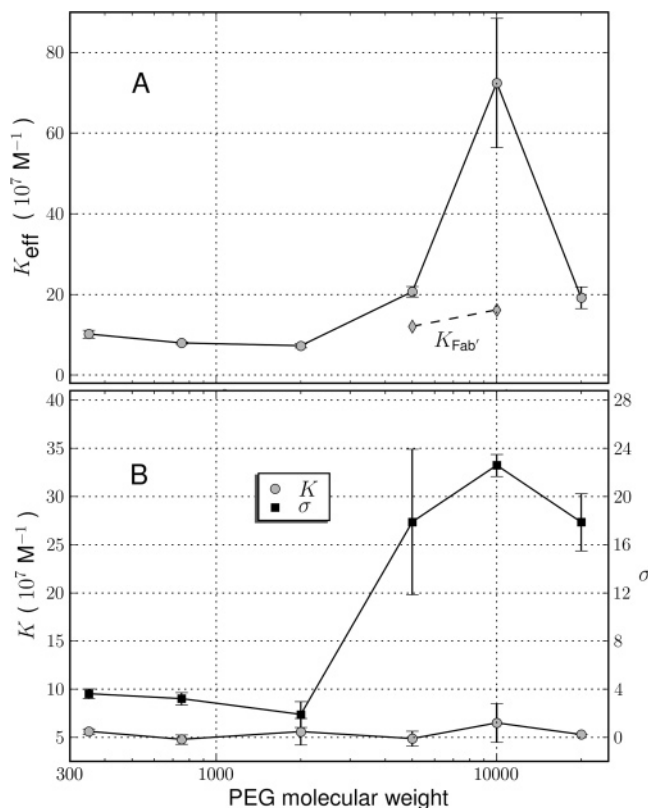 80
60
40
20
0
K_eff ( 10^7 M^−1 )
A
K_Fab′
40
35
30
25
20
15
10
5
K ( 10^7 M^−1 )
B
K
σ
28
24
20
16
12
8
4
0
σ
300
1000
10000
PEG molecular weight